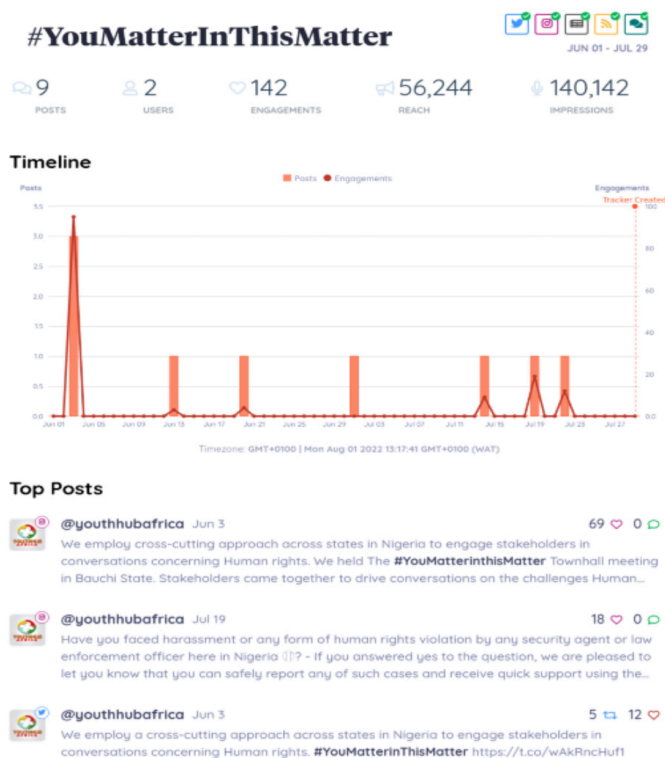 #YouMatterInThisMatter
JUN 01 - JUL 29
9
POSTS
2
USERS
142
ENGAGEMENTS
56,244
REACH
140,142
IMPRESSIONS
Timeline
Posts Engagements
Posts
Engagements
Tracker Created
3.5
3.0
2.5
2.0
1.5
1.0
0.5
0.0
100
80
60
40
20
0
Jun 01 Jun 05 Jun 09 Jun 13 Jun 17 Jun 21 Jun 25 Jun 29 Jul 03 Jul 07 Jul 11 Jul 15 Jul 19 Jul 23 Jul 27
Timezone: GMT+0100 | Mon Aug 01 2022 13:17:41 GMT+0100 (WAT)
Top Posts
@youthhubafrica Jun 3 69 0
We employ cross-cutting approach across states in Nigeria to engage stakeholders in
conversations concerning Human rights. We held The #YouMatterinthisMatter Townhall meeting
in Bauchi State. Stakeholders came together to drive conversations on the challenges Human...
@youthhubafrica Jul 19 18 0
Have you faced harassment or any form of human rights violation by any security agent or law
enforcement officer here in Nigeria ? - If you answered yes to the question, we are pleased to
let you know that you can safely report any of such cases and receive quick support using the...
@youthhubafrica Jun 3 5 12
We employ a cross-cutting approach across states in Nigeria to engage stakeholders in
conversations concerning Human rights. #YouMatterInThisMatter https://t.co/wAkRncHuf1